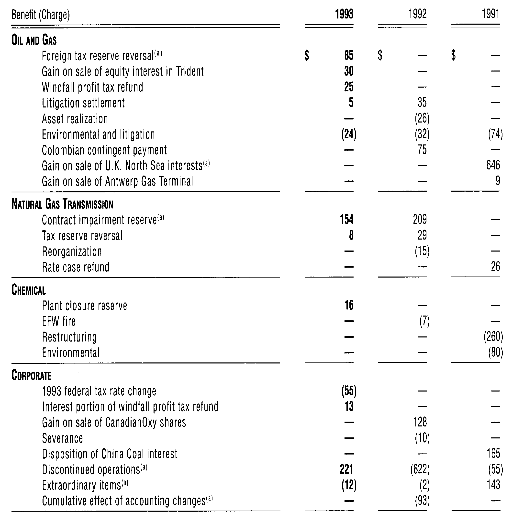 Benefit (Charge) 1993 1992 1991
OIL AND GAS
Foreign tax reserve reversal(a) $ 85 $ — $ —
Gain on sale of equity interest in Trident 30 — —
Windfall profit tax refund 25 — —
Litigation settlement 5 35 —
Asset realization — (26) —
Environmental and litigation (24) (32) (74)
Colombian contingent payment — 75 —
Gain on sale of U.K. North Sea interests(a) — — 646
Gain on sale of Antwerp Gas Terminal — — 9
NATURAL GAS TRANSMISSION
Contract impairment reserve(a) 154 209 —
Tax reserve reversal 8 29 —
Reorganization — (15) —
Rate case refund — — 26
CHEMICAL
Plant closure reserve 16 — —
EFW fire — (7) —
Restructuring — — (260)
Environmental — — (80)
CORPORATE
1993 federal tax rate change (55) — —
Interest portion of windfall profit tax refund 13 — —
Gain on sale of CanadianOxy shares — 128 —
Severance — (10) —
Disposition of China Coal interest — — 165
Discontinued operations(a) 221 (622) (55)
Extraordinary items(a) (12) (2) 143
Cumulative effect of accounting changes(a) — (93) —